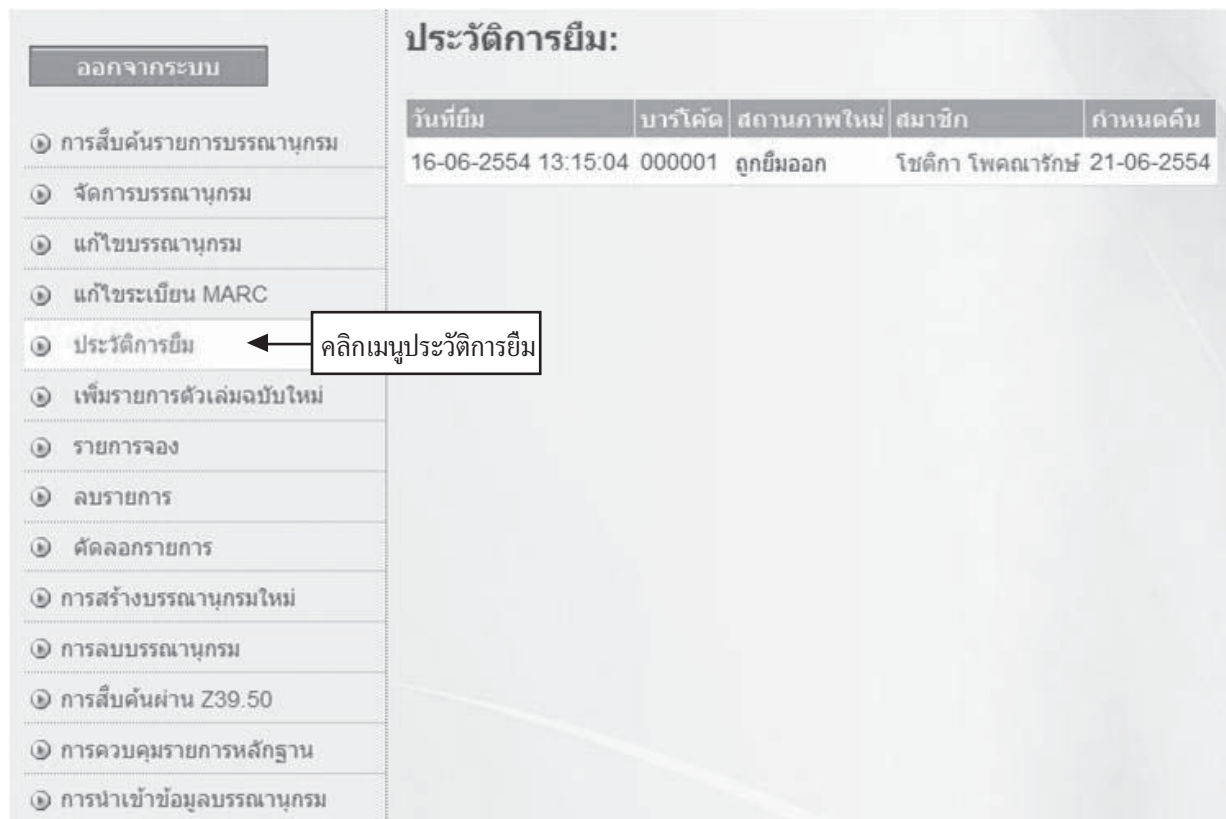 ออกจากระบบ
การสืบค้นรายการบรรณานุกรม
จัดการบรรณานุกรม
แก้ไขบรรณานุกรม
แก้ไขระเบียน MARC
ประวัติการยืม
คลิกเมนูประวัติการยืม
เพิ่มรายการตัวเล่มฉบับใหม่
รายการจอง
ลบรายการ
คัดลอกรายการ
การสร้างบรรณานุกรมใหม่
การลบบรรณานุกรม
การสืบค้นผ่าน Z39.50
การควบคุมรายการหลักฐาน
การนำเข้าข้อมูลบรรณานุกรม
ประวัติการยืม:
วันที่ยืม บาร์โค้ด สถานภาพใหม่ สมาชิก กำหนดคืน
16-06-2554 13:15:04 000001 ถูกยืมออก โชติกา โพคณารักษ์ 21-06-2554